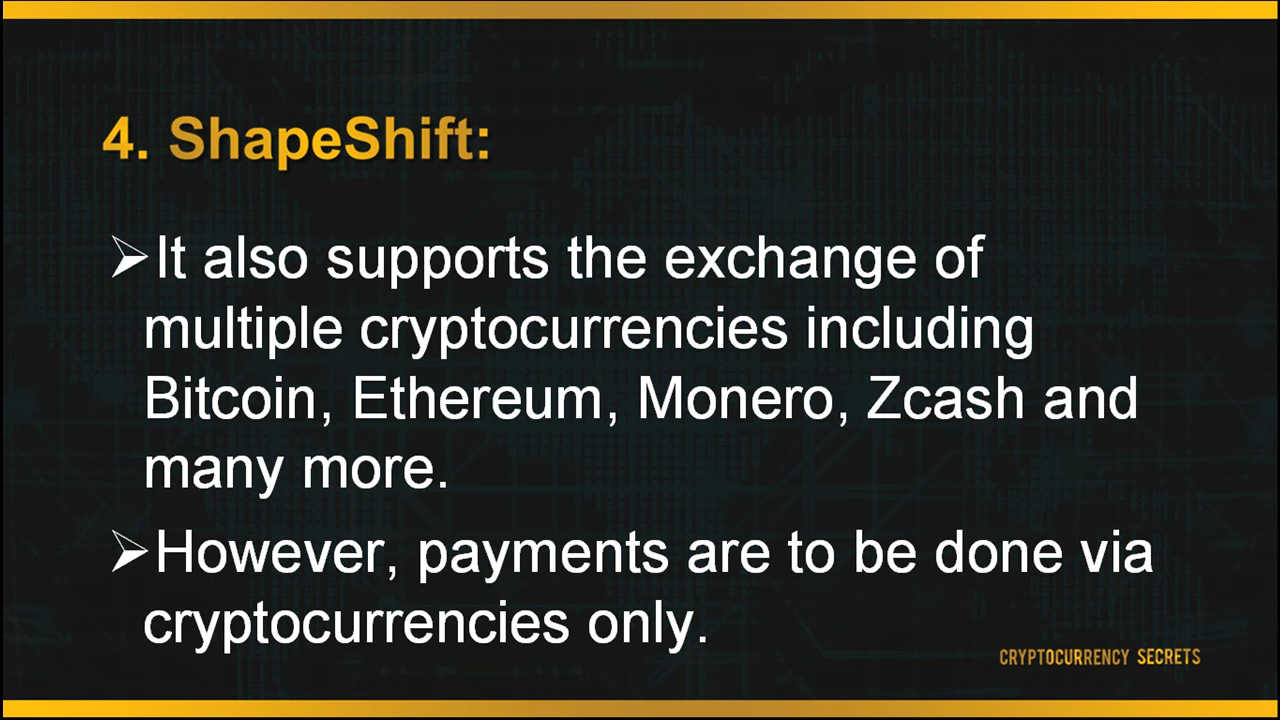 4. ShapeShift:
➢It also supports the exchange of
multiple cryptocurrencies including
Bitcoin, Ethereum, Monero, Zcash and
many more.
➢However, payments are to be done via
cryptocurrencies only.
CRYPTOCURRENCY SECRETS